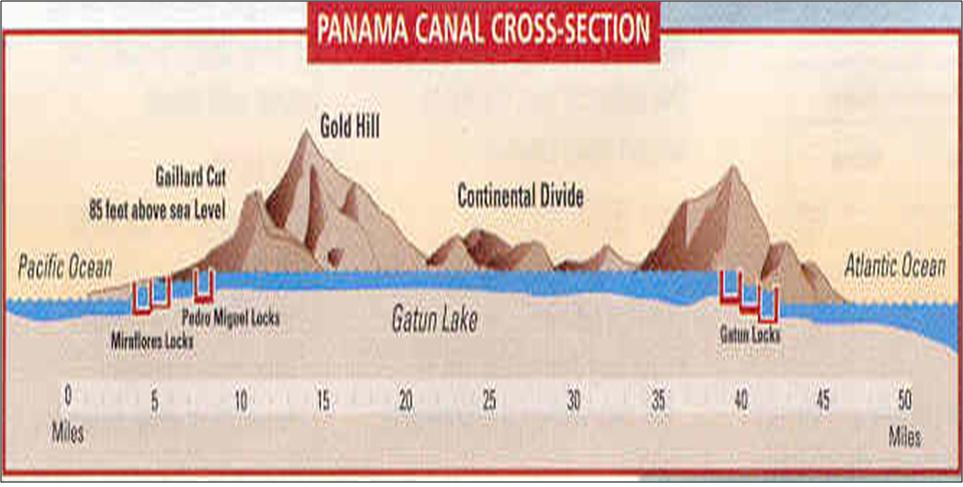 PANAMA CANAL CROSS-SECTION
Gold Hill
Gaillard Cut
85 feet above sea Level
Continental Divide
Pacific Ocean
Atlantic Ocean
Pedro Miguel Locks
Miraflores Locks
Gatun Lake
Gatun Locks
0 5 10 15 20 25 30 35 40 45 50
Miles Miles